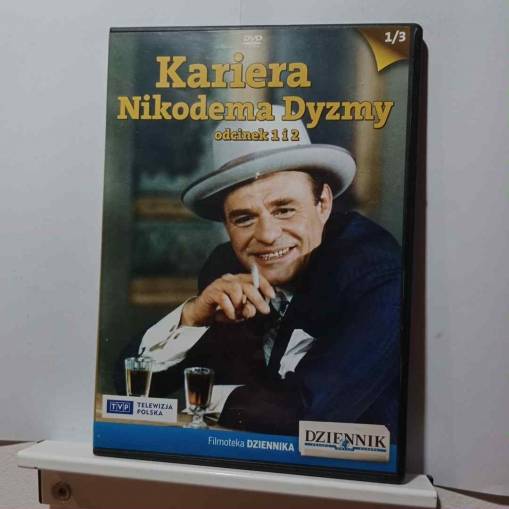 DVD
1/3
Kariera
Nikodema Dyzmy
odcinek 1 i 2
TVP TELEWIZJA
POLSKA
Filmoteka DZIENNIKA
DZIENNIK